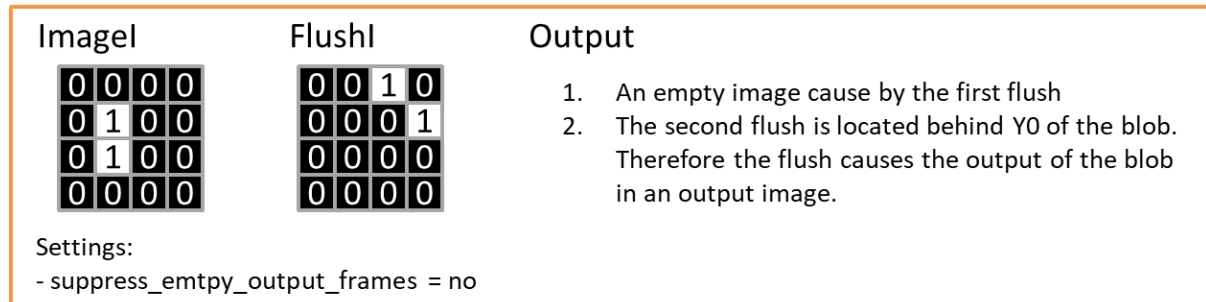 ImageI
FlushI
Output
0 0 0 0
0 1 0 0
0 1 0 0
0 0 0 0
0 0 1 0
0 0 0 1
0 0 0 0
0 0 0 0
1. An empty image cause by the first flush
2. The second flush is located behind Y0 of the blob.
Therefore the flush causes the output of the blob
in an output image.
Settings:
- suppress_emtpy_output_frames = no